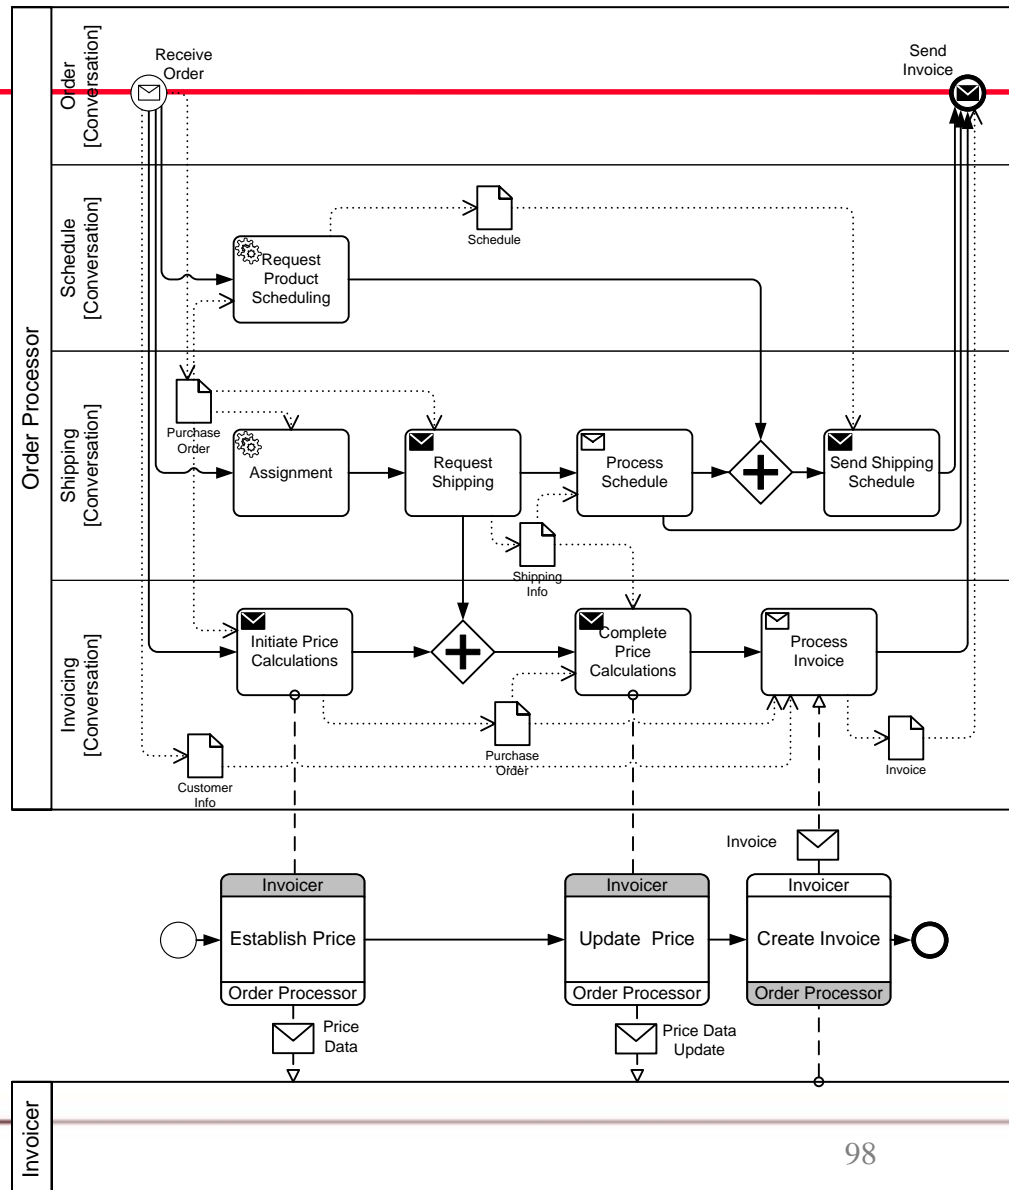 Order Processor
Order
[Conversation]
Receive
Order
Send
Invoice
Schedule
[Conversation]
Schedule
Request
Product
Scheduling
Shipping
[Conversation]
Purchase
Order
Assignment
Request
Shipping
Process
Schedule
Send Shipping
Schedule
Shipping
Info
Invoicing
[Conversation]
Initiate Price
Calculations
Complete
Price
Calculations
Process
Invoice
Purchase
Order
Invoice
Customer
Info
Invoice
Invoicer
Establish Price
Order Processor
Invoicer
Update  Price
Order Processor
Invoicer
Create Invoice
Order Processor
Price
Data
Price Data
Update
Invoicer
98